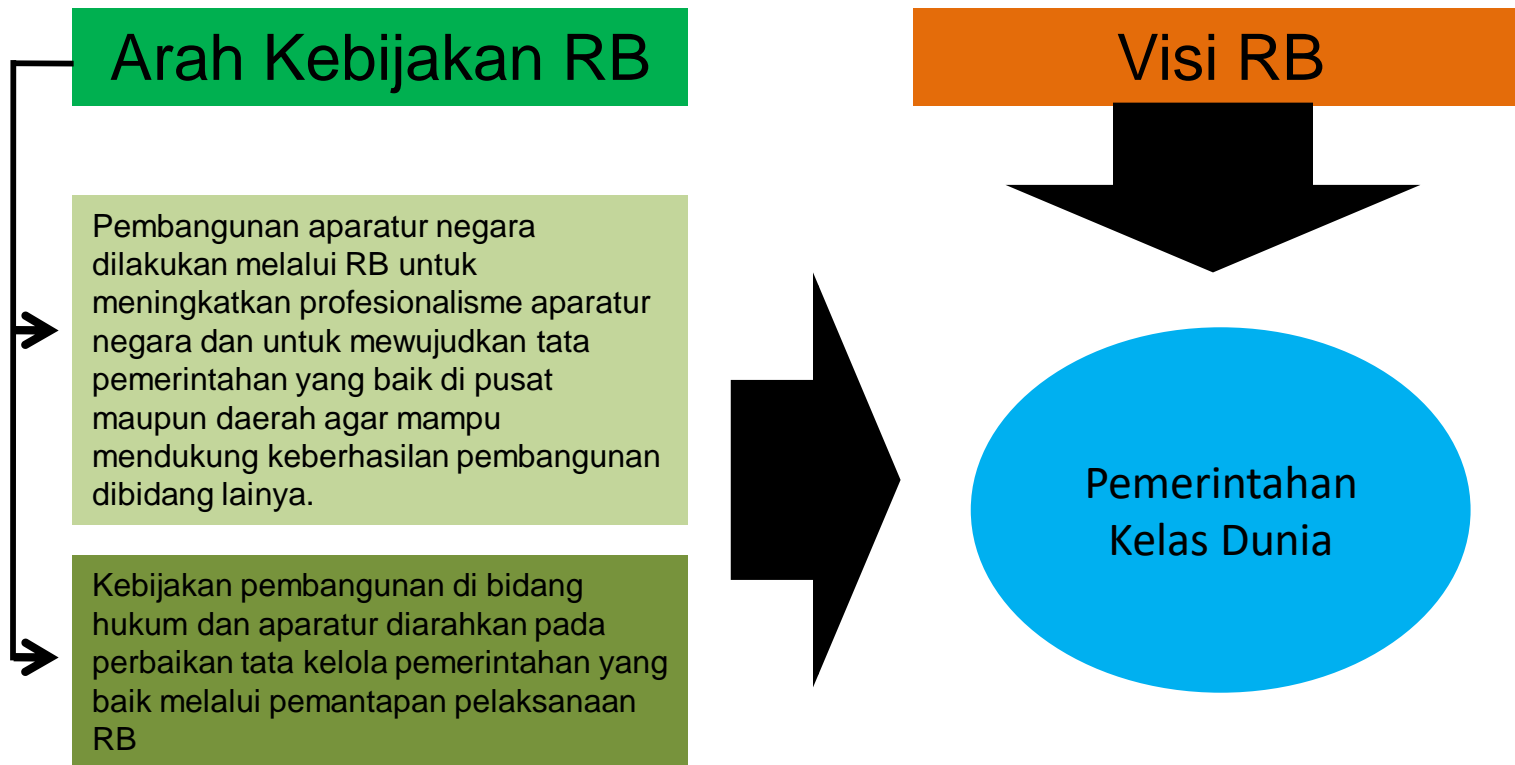 Arah Kebijakan RB
Pembangunan aparatur negara
dilakukan melalui RB untuk
meningkatkan profesionalisme aparatur
negara dan untuk mewujudkan tata
pemerintahan yang baik di pusat
maupun daerah agar mampu
mendukung keberhasilan pembangunan
dibidang lainya.
Kebijakan pembangunan di bidang
hukum dan aparatur diarahkan pada
perbaikan tata kelola pemerintahan yang
baik melalui pemantapan pelaksanaan
RB
Visi RB
Pemerintahan
Kelas Dunia